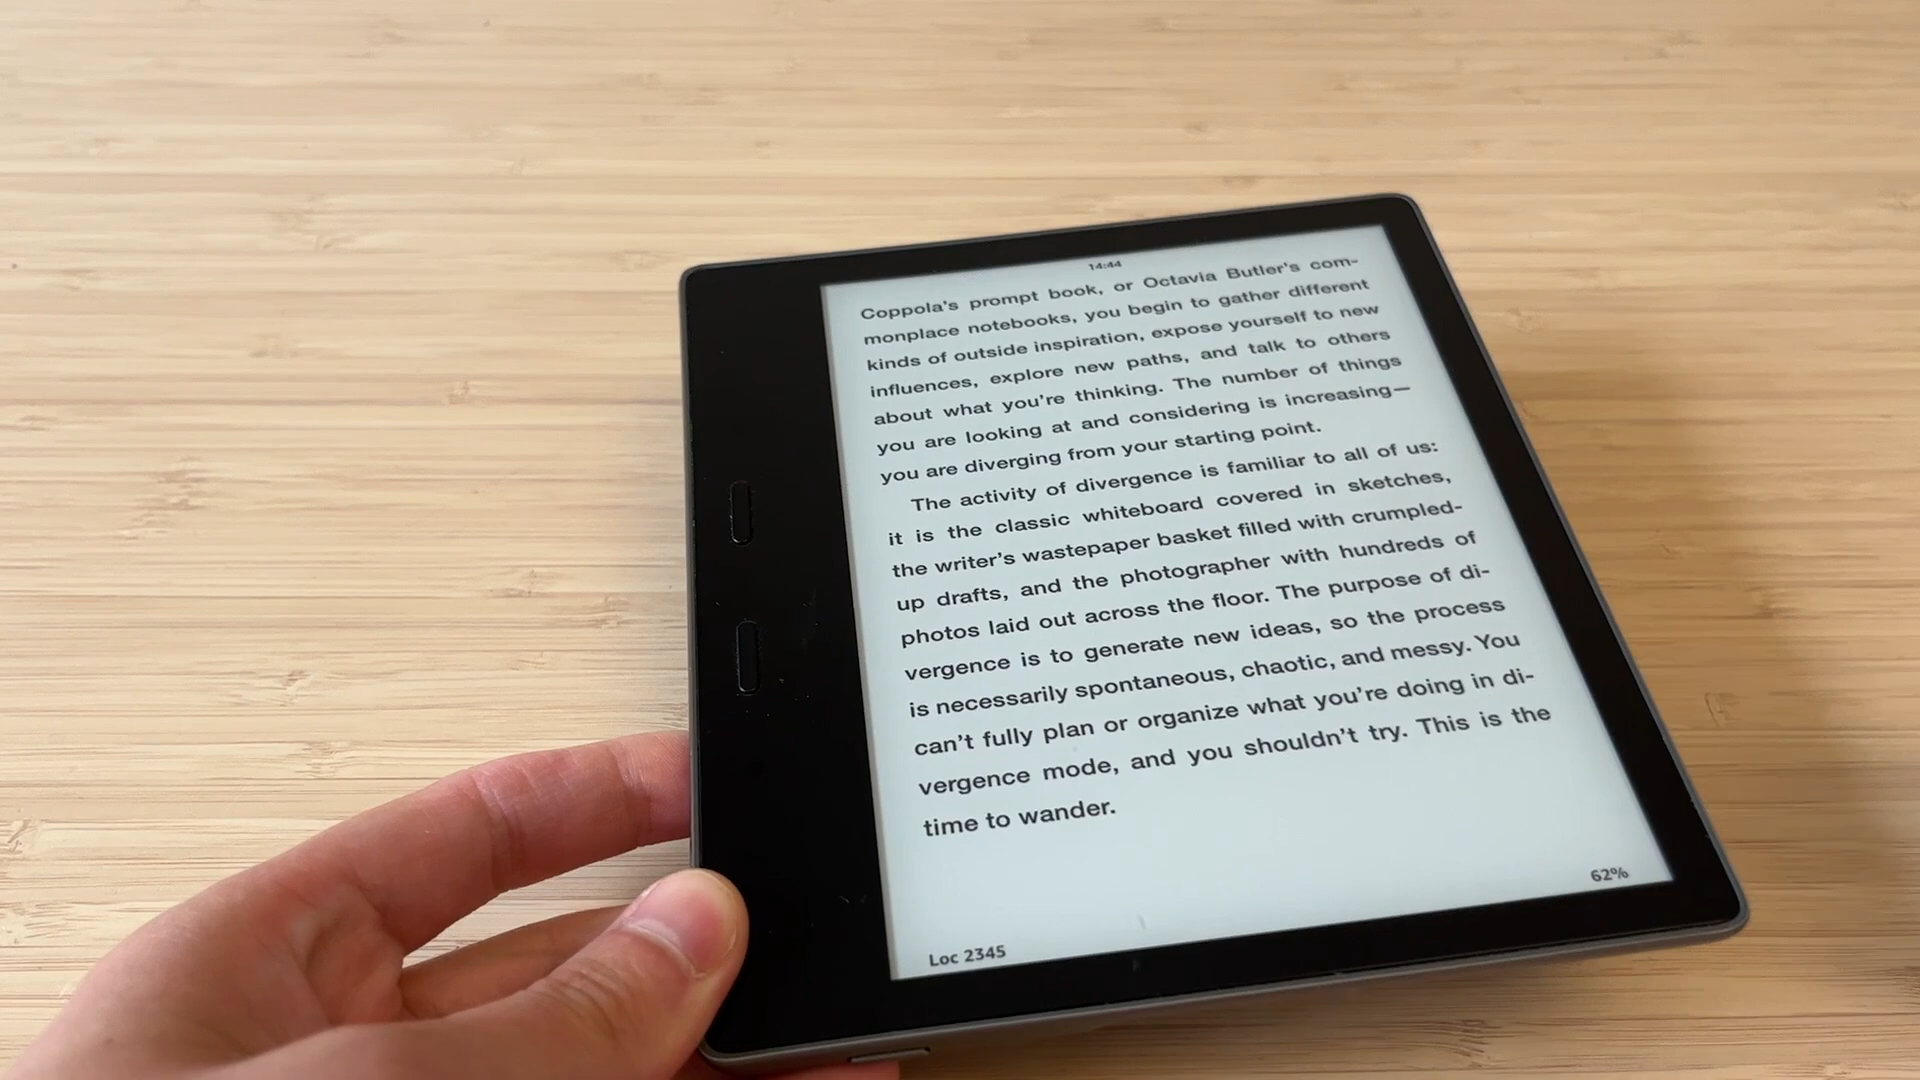 14:44
Coppola’s prompt book, or Octavia Butler’s com-
monplace notebooks, you begin to gather different
kinds of outside inspiration, expose yourself to new
influences, explore new paths, and talk to others
about what you’re thinking. The number of things
you are looking at and considering is increasing—
you are diverging from your starting point.
The activity of divergence is familiar to all of us:
it is the classic whiteboard covered in sketches,
the writer’s wastepaper basket filled with crumpled-
up drafts, and the photographer with hundreds of
photos laid out across the floor. The purpose of di-
vergence is to generate new ideas, so the process
is necessarily spontaneous, chaotic, and messy. You
can’t fully plan or organize what you’re doing in di-
vergence mode, and you shouldn’t try. This is the
time to wander.
Loc 2345
62%